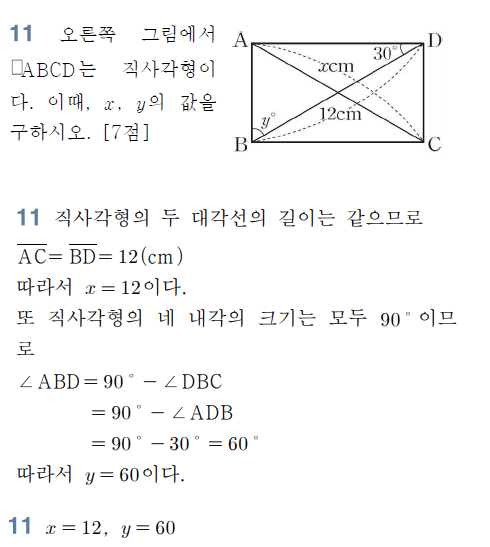 11 오른쪽 그림에서
□ABCD는 직사각형이
다. 이때, x, y의 값을
구하시오. [7점]
A
D
30°
xcm
12cm
y°
B
C
11 직사각형의 두 대각선의 길이는 같으므로
A̅C̅= B̅D̅= 12(cm)
따라서 x = 12이다.
또 직사각형의 네 내각의 크기는 모두 90°이므
로
∠ABD = 90° − ∠DBC
= 90° − ∠ADB
= 90° − 30° = 60°
따라서 y = 60이다.
11 x = 12, y = 60